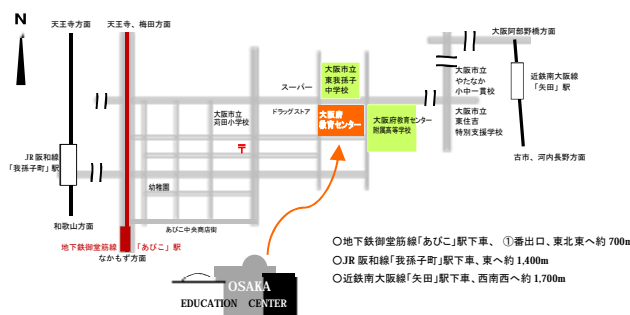 N
天王寺方面
天王寺、梅田方面
大阪阿部野橋方面
大阪市立
東我孫子
中学校
スーパー
大阪市立
やたなか
小中一貫校
近鉄南大阪線
「矢田」駅
大阪市立
苅田小学校
ドラッグストア
大阪府
教育センター
大阪府教育センター
附属高等学校
大阪市立
東住吉
特別支援学校
〒
JR阪和線
「我孫子町」駅
古市、河内長野方面
幼稚園
和歌山方面
あびこ中央商店街
地下鉄御堂筋線 「あびこ」駅
なかもず方面
〇地下鉄御堂筋線「あびこ」駅下車、 ①番出口、東北東へ約 700m
〇JR 阪和線「我孫子町」駅下車、東へ約 1,400m
〇近鉄南大阪線「矢田」駅下車、西南西へ約 1,700m
OSAKA
EDUCATION CENTER